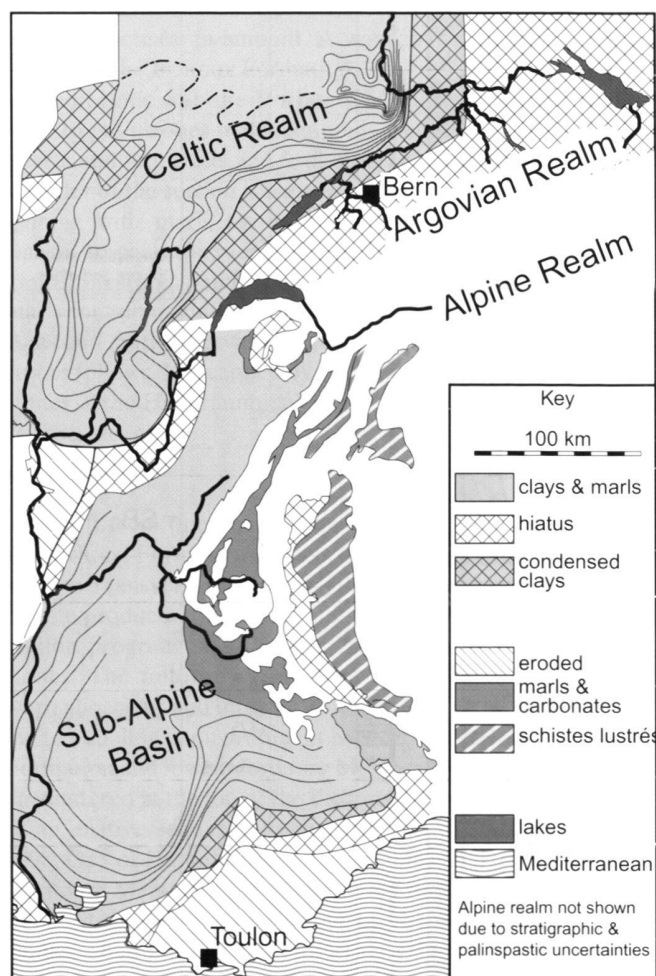 Celtic Realm
Bern
Argovian Realm
Alpine Realm
Sub-Alpine
Basin
Toulon
Key
100 km
clays & marls
hiatus
condensed
clays
eroded
marls &
carbonates
schistes lustrés
lakes
Mediterranean
Alpine realm not shown
due to stratigraphic &
palinspastic uncertainties